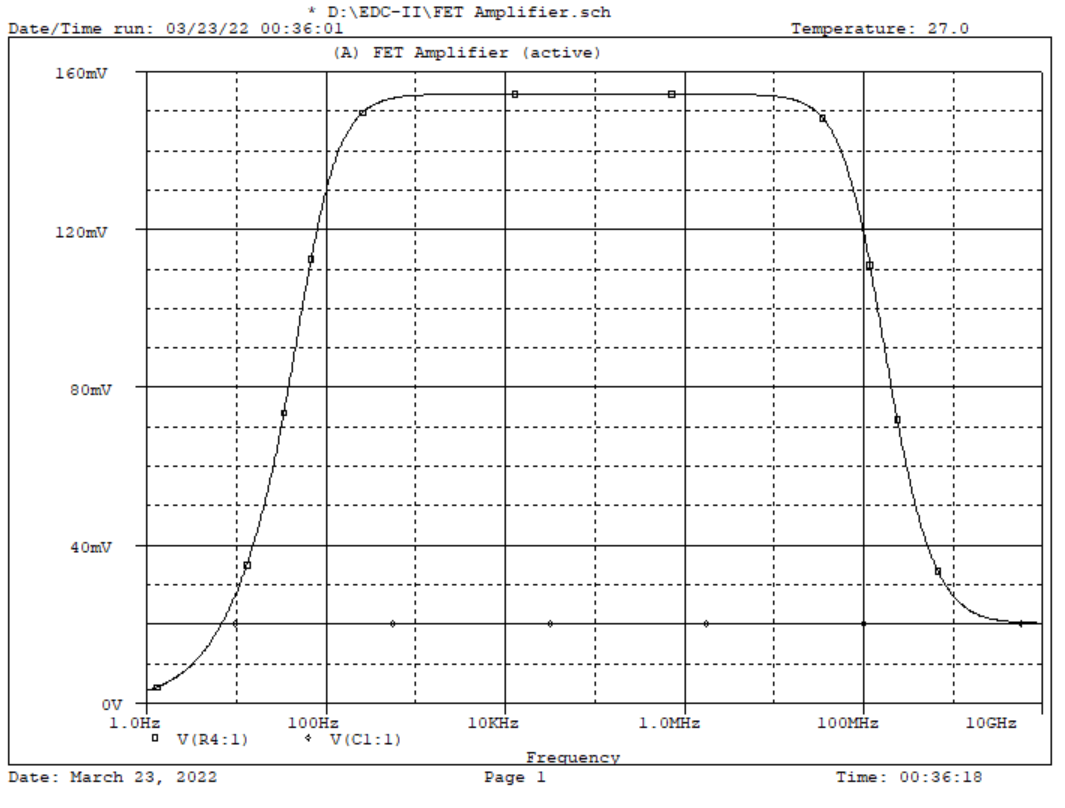 * D:\EDC-II\FET Amplifier.sch
Date/Time run: 03/23/22 00:36:01 Temperature: 27.0
(A) FET Amplifier (active)
160mV
120mV
80mV
40mV
0V
1.0Hz 100Hz 10KHz 1.0MHz 100MHz 10GHz
V(R4:1) V(C1:1)
Frequency
Date: March 23, 2022 Page 1 Time: 00:36:18